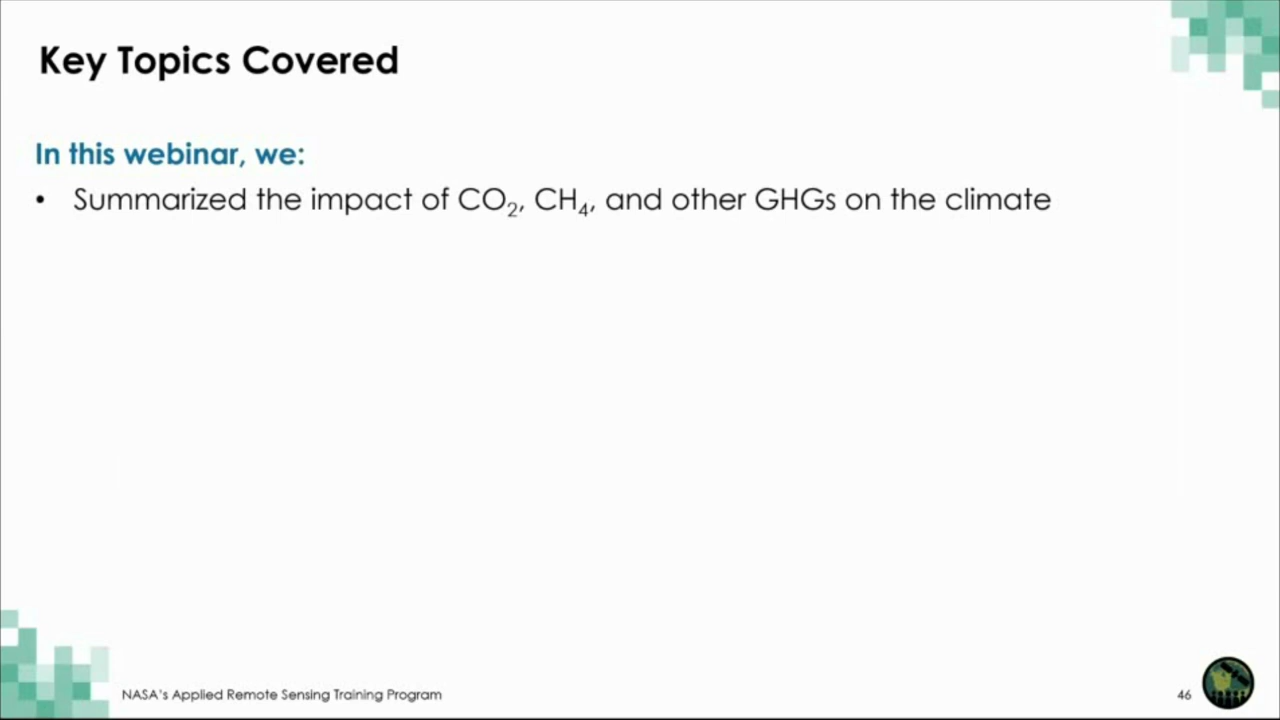 Key Topics Covered
In this webinar, we:
• Summarized the impact of CO₂, CH₄, and other GHGs on the climate
NASA's Applied Remote Sensing Training Program
46